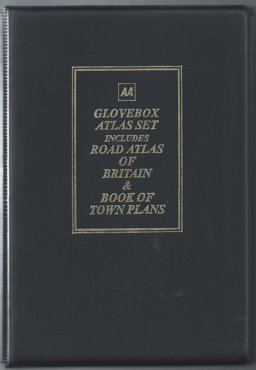 AA
GLOVEBOX
ATLAS SET
INCLUDES
ROAD ATLAS
OF
BRITAIN
&
BOOK OF
TOWN PLANS